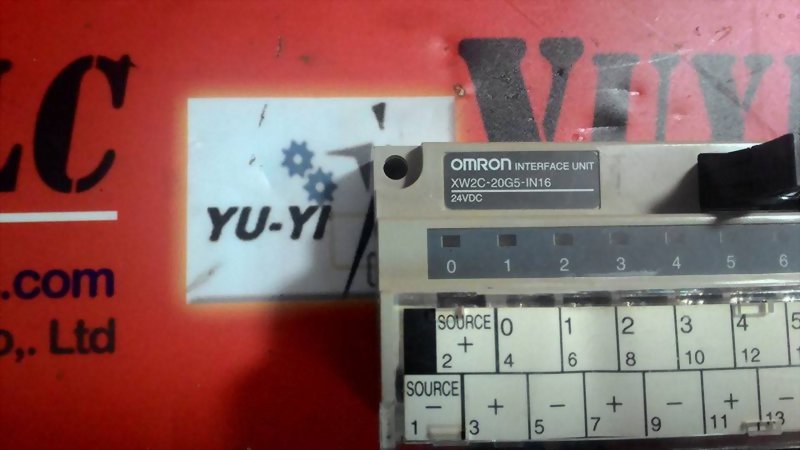 LC
YU-YI
.com
o,. Ltd
OMRON INTERFACE UNIT
XW2C-20G5-IN16
24VDC
0 1 2 3 4 5 6
SOURCE 0 1 2 3 4 5
+
2 4 6 8 10 12
SOURCE
− + − + − + −
1 3 5 7 9 11 13